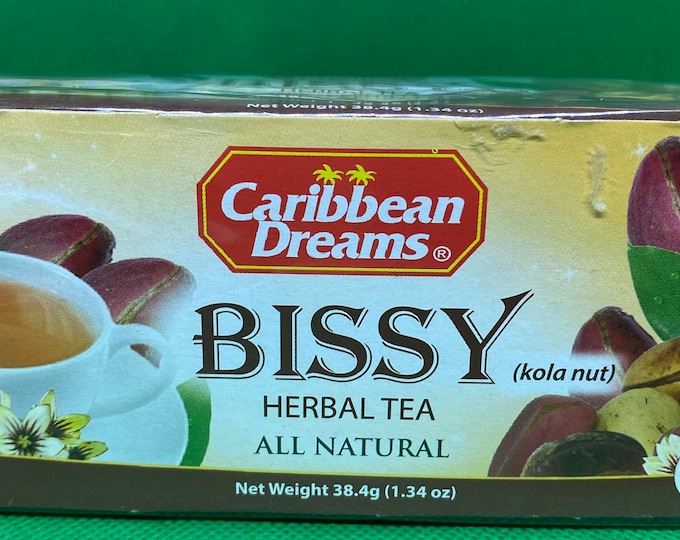 Net Weight 38.4g (1.34 oz)
Caribbean
Dreams®
BISSY
(kola nut)
HERBAL TEA
ALL NATURAL
Net Weight 38.4g (1.34 oz)